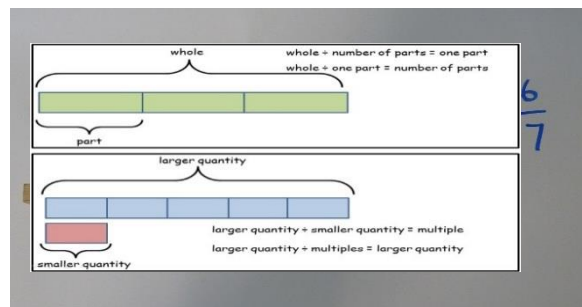 whole
whole ÷ number of parts = one part
whole ÷ one part = number of parts
part
6
7
larger quantity
larger quantity ÷ smaller quantity = multiple
larger quantity ÷ multiples = larger quantity
smaller quantity